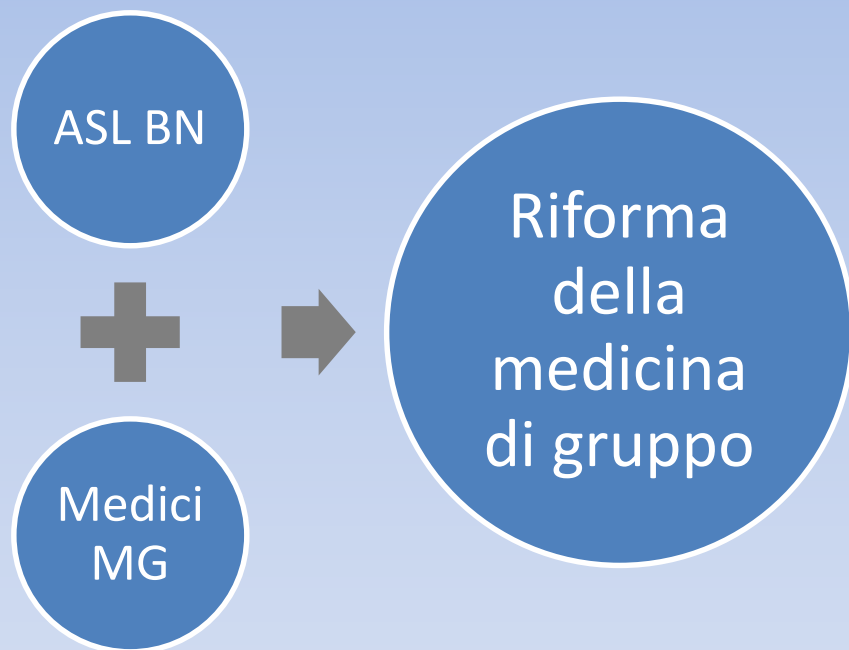 ASL BN
Medici
MG
Riforma
della
medicina
di gruppo